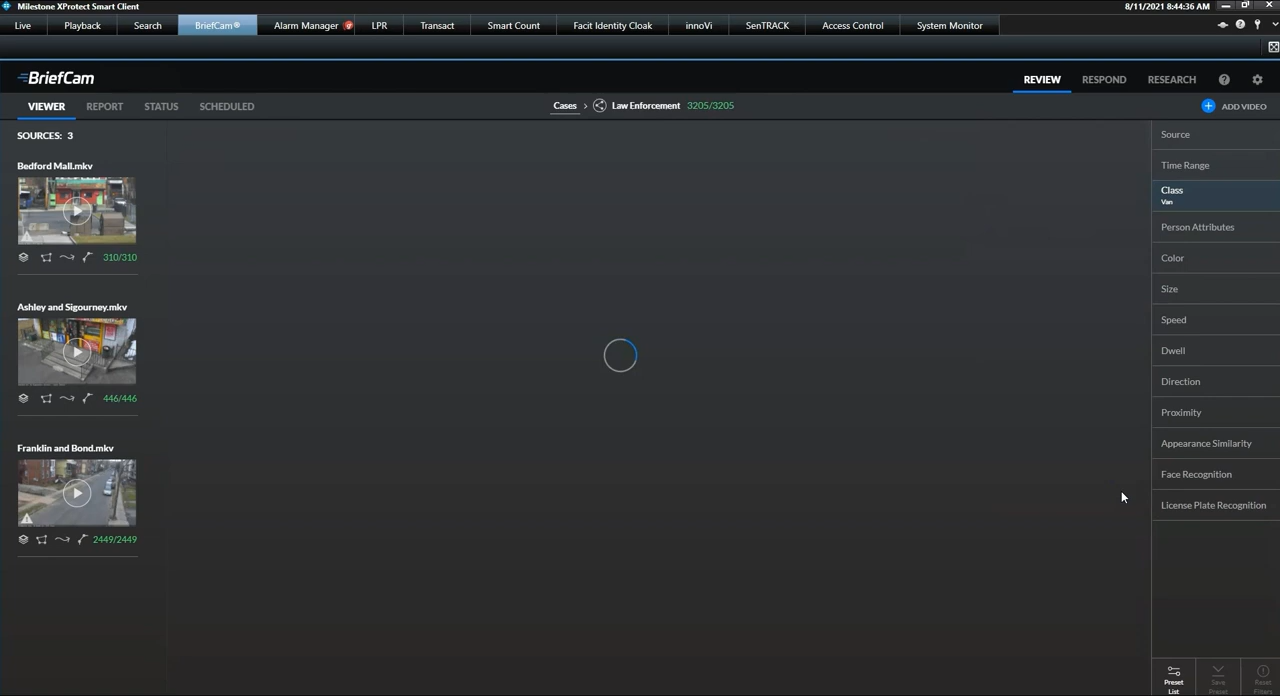 Milestone XProtect Smart Client
8/11/2021 8:44:36 AM
Live
Playback
Search
BriefCam®
Alarm Manager
LPR
Transact
Smart Count
Facit Identity Cloak
innoVi
SenTRACK
Access Control
System Monitor
BriefCam
REVIEW
RESPOND
RESEARCH
VIEWER
REPORT
STATUS
SCHEDULED
Cases > Law Enforcement 3205/3205
ADD VIDEO
SOURCES: 3
Bedford Mall.mkv
310/310
Ashley and Sigourney.mkv
446/446
Franklin and Bond.mkv
2449/2449
Source
Time Range
Class
Van
Person Attributes
Color
Size
Speed
Dwell
Direction
Proximity
Appearance Similarity
Face Recognition
License Plate Recognition
Preset List
Save Preset
Reset Filters